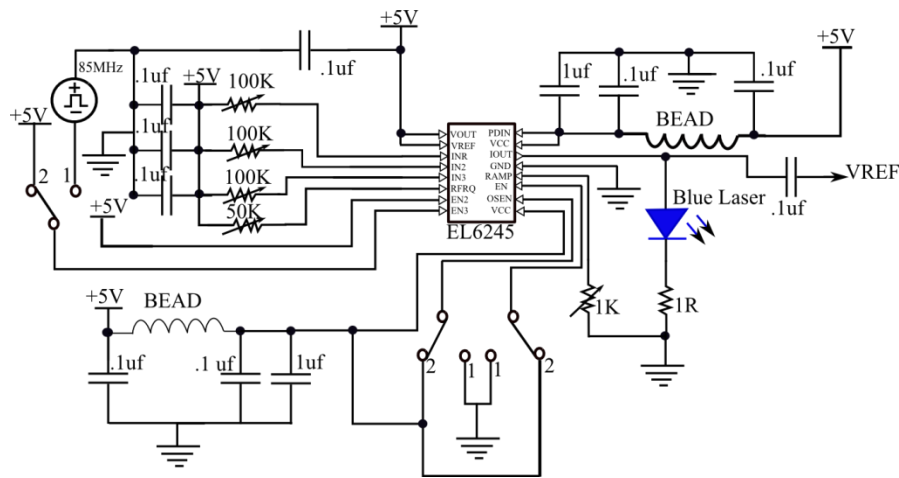 +5V
85MHz
+5V
2
1
+5V
.1uf
.1uf
.1uf
+5V
100K
100K
100K
50K
+5V
.1uf
VOUT
VREF
INR
IN2
IN3
RFRQ
EN2
EN3
PDIN
VCC
IOUT
GND
RAMP
EN
OSEN
VCC
EL6245
1uf
.1uf
.1uf
+5V
BEAD
VREF
.1uf
Blue Laser
1K
1R
+5V
BEAD
.1uf
.1 uf
1uf
2
1
1
2